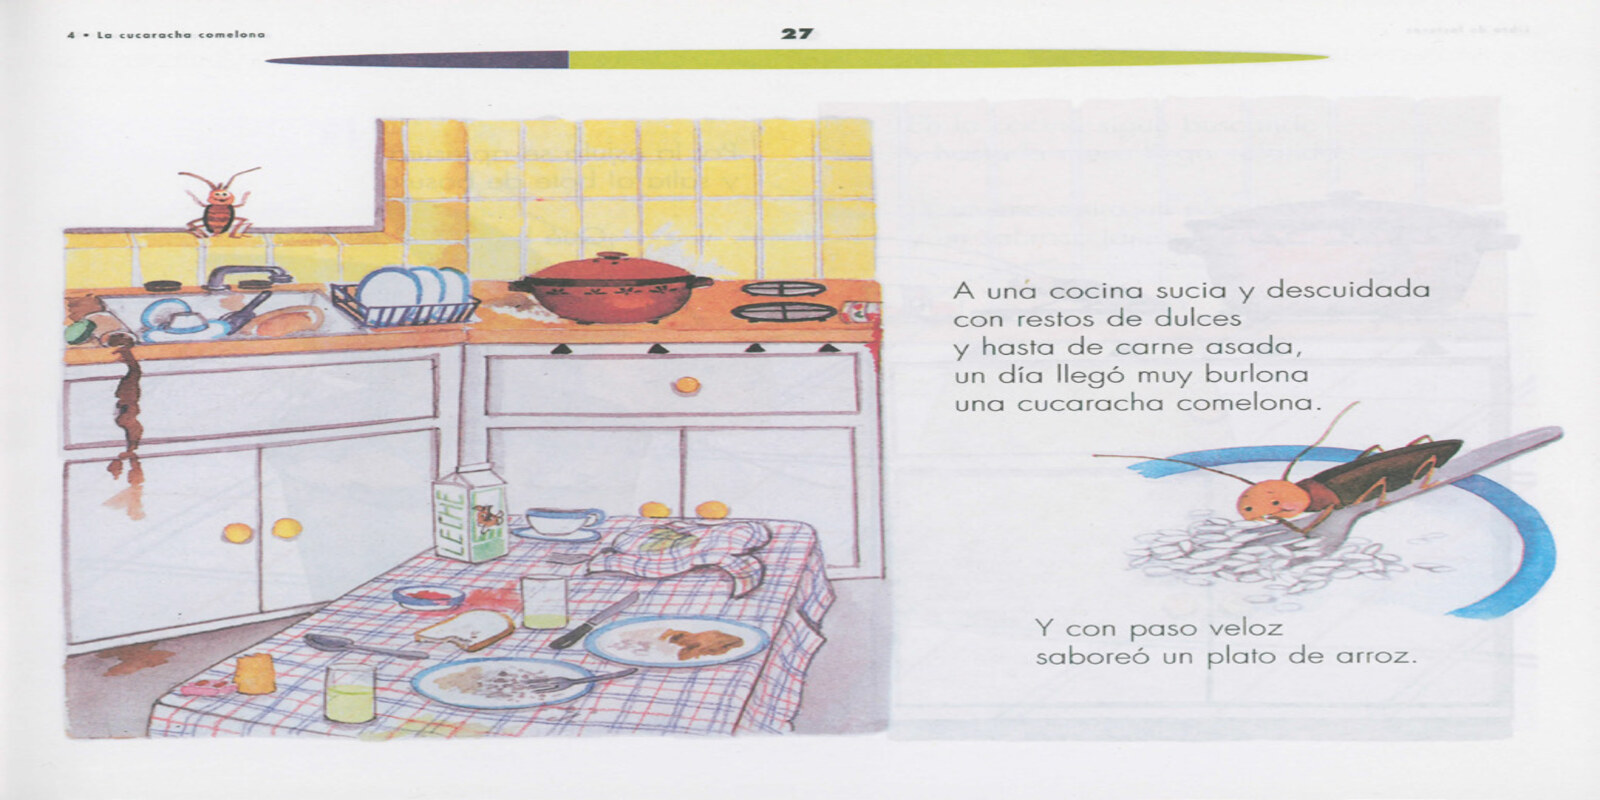 4 • La cucaracha comelona
27
A una cocina sucia y descuidada
con restos de dulces
y hasta de carne asada,
un día llegó muy burlona
una cucaracha comelona.
LECHE
Y con paso veloz
saboreó un plato de arroz.